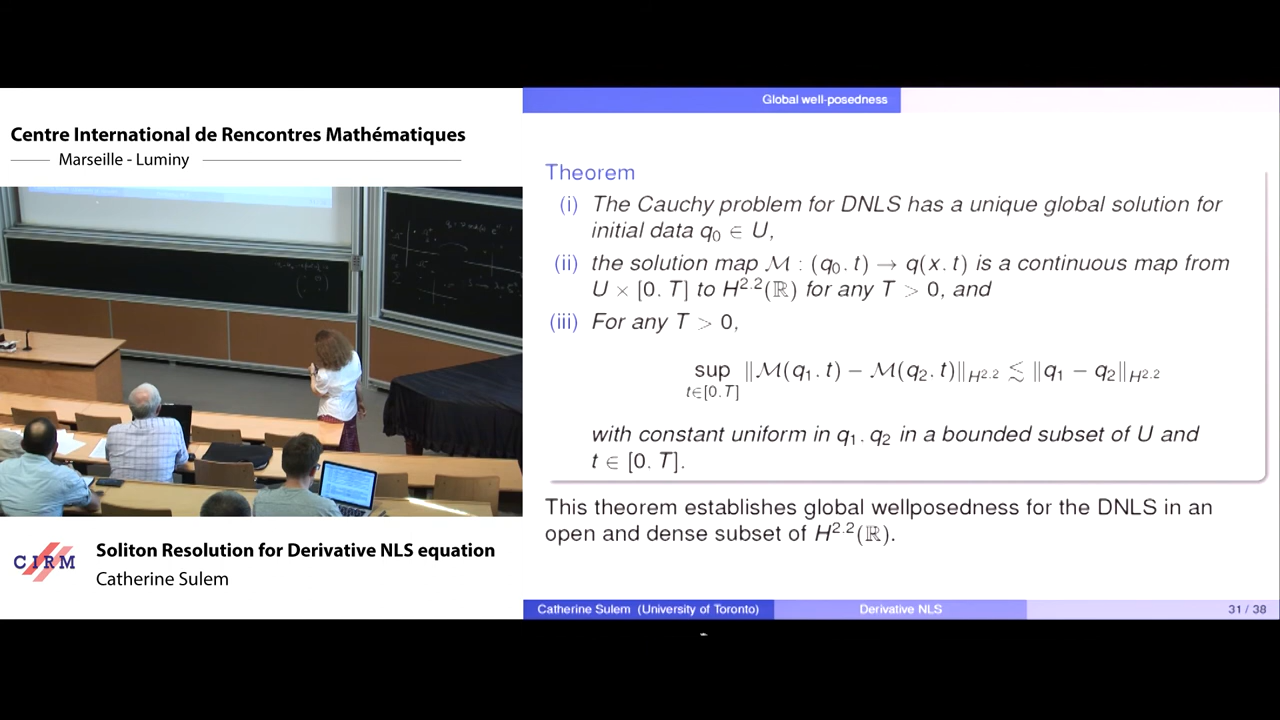 Centre International de Rencontres Mathématiques
Marseille - Luminy
Global well-posedness
Theorem
(i) The Cauchy problem for DNLS has a unique global solution for
initial data q₀ ∈ U,
(ii) the solution map ℳ : (q₀. t) → q(x. t) is a continuous map from
U × [0. T] to H²·²(ℝ) for any T > 0, and
(iii) For any T > 0,
sup ‖ℳ(q₁. t) − ℳ(q₂. t)‖H²·² ≲ ‖q₁ − q₂‖H²·²
t∈[0.T]
with constant uniform in q₁. q₂ in a bounded subset of U and
t ∈ [0. T].
This theorem establishes global wellposedness for the DNLS in an
open and dense subset of H²·²(ℝ).
CIRM
Soliton Resolution for Derivative NLS equation
Catherine Sulem
Catherine Sulem (University of Toronto)
Derivative NLS
31 / 38